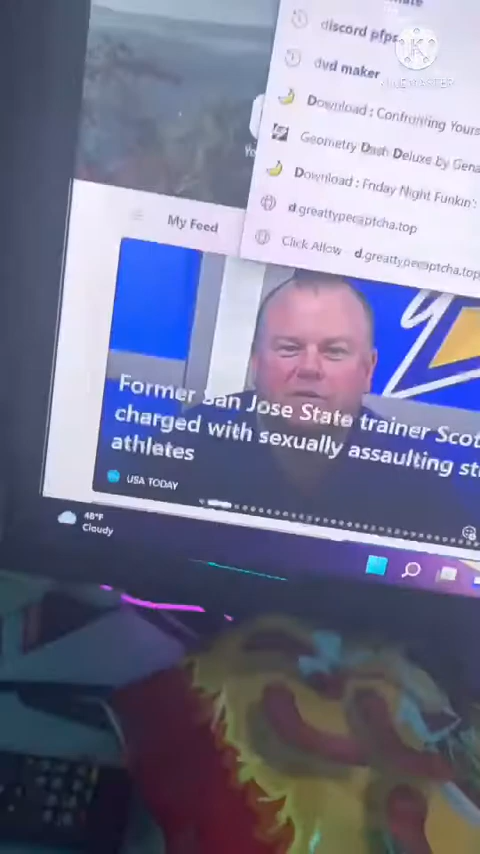 discord pfps
KINEMASTER
dvd maker
Download : Confronting Yours
Geometry Dash Deluxe by Gena
Download : Friday Night Funkin':
d.greattypecaptcha.top
Click Allow - d.greattypecaptcha.top
My Feed
Former San Jose State trainer Scot
charged with sexually assaulting st
athletes
USA TODAY
48°F
Cloudy